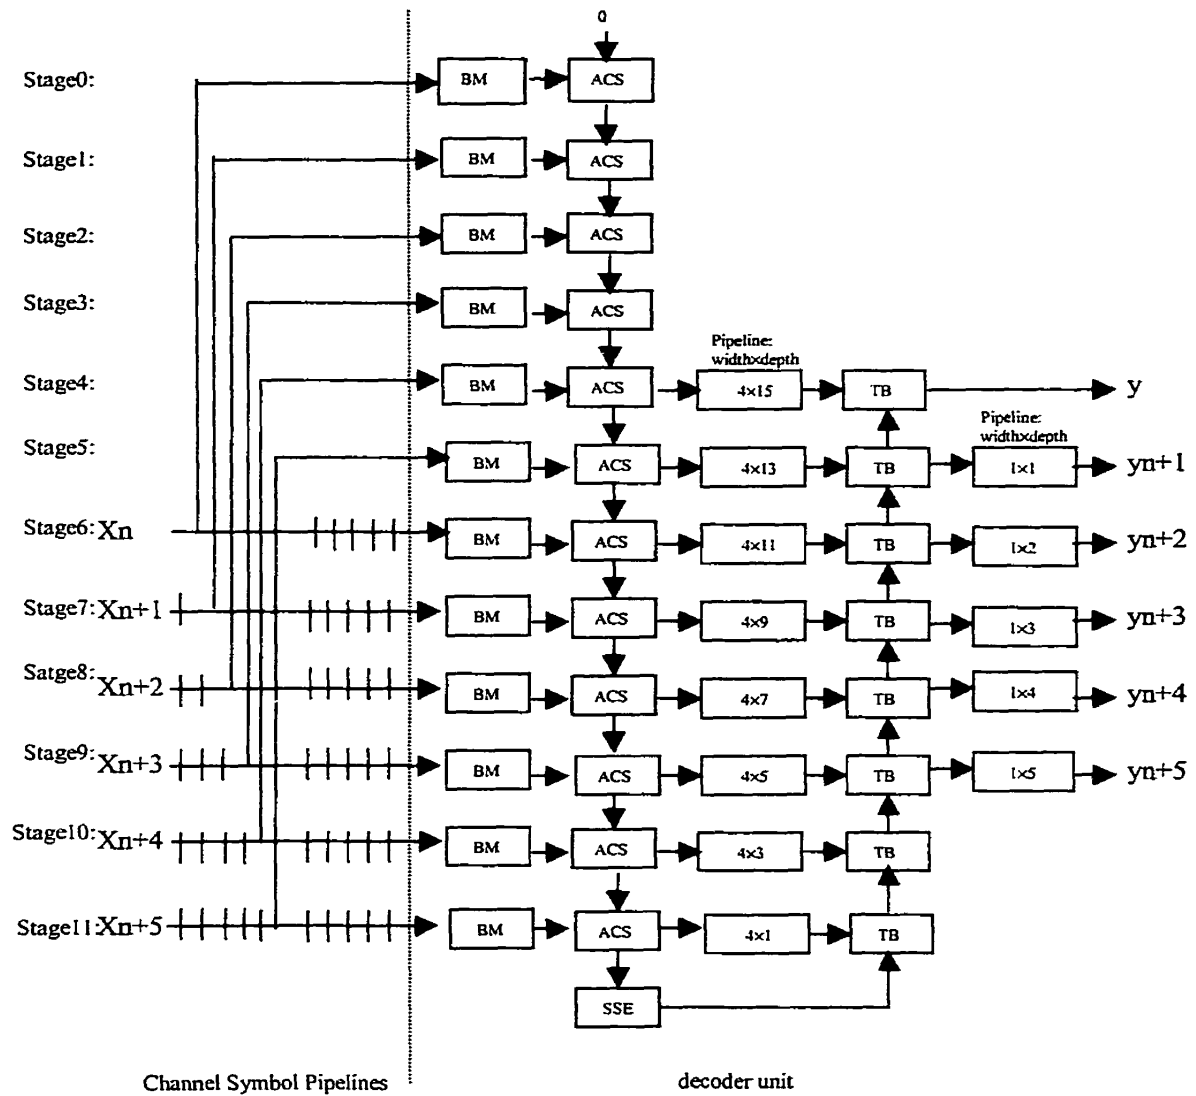 0
Stage0:
BM
ACS
Stage1:
BM
ACS
Stage2:
BM
ACS
Stage3:
BM
ACS
Pipeline:
width×depth
Stage4:
BM
ACS
4×15
TB
y
Pipeline:
width×depth
Stage5:
BM
ACS
4×13
TB
1×1
yn+1
Stage6: Xn
BM
ACS
4×11
TB
1×2
yn+2
Stage7: Xn+1
BM
ACS
4×9
TB
1×3
yn+3
Satge8: Xn+2
BM
ACS
4×7
TB
1×4
yn+4
Stage9: Xn+3
BM
ACS
4×5
TB
1×5
yn+5
Stage10: Xn+4
BM
ACS
4×3
TB
Stage11: Xn+5
BM
ACS
4×1
TB
SSE
Channel Symbol Pipelines
decoder unit